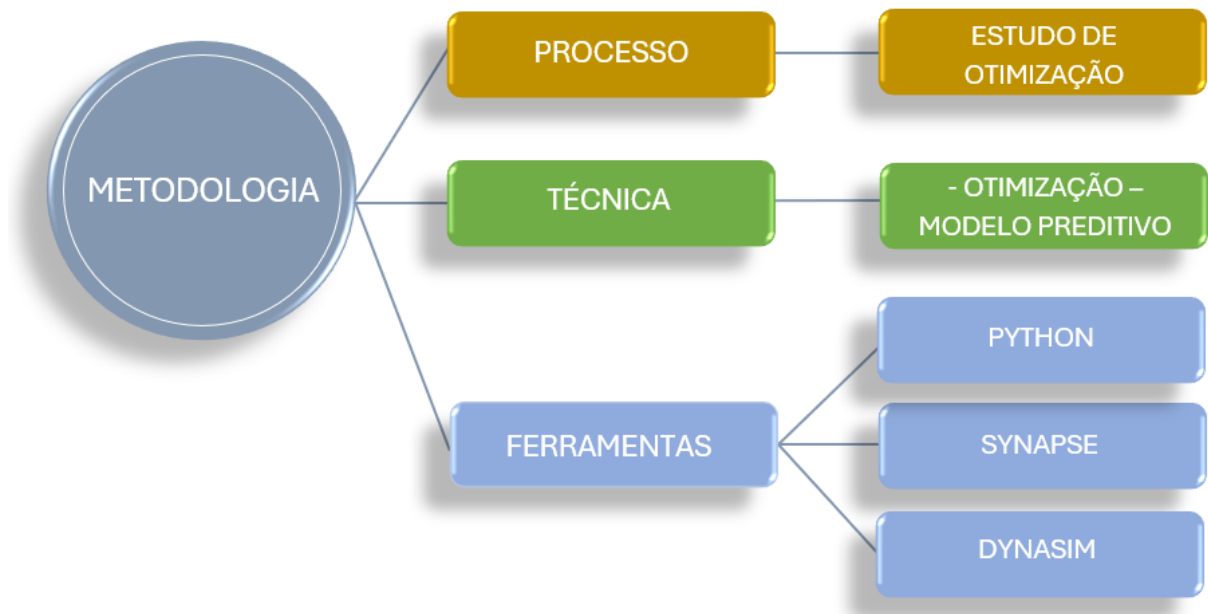 METODOLOGIA
PROCESSO
ESTUDO DE
OTIMIZAÇÃO
TÉCNICA
- OTIMIZAÇÃO –
MODELO PREDITIVO
FERRAMENTAS
PYTHON
SYNAPSE
DYNASIM